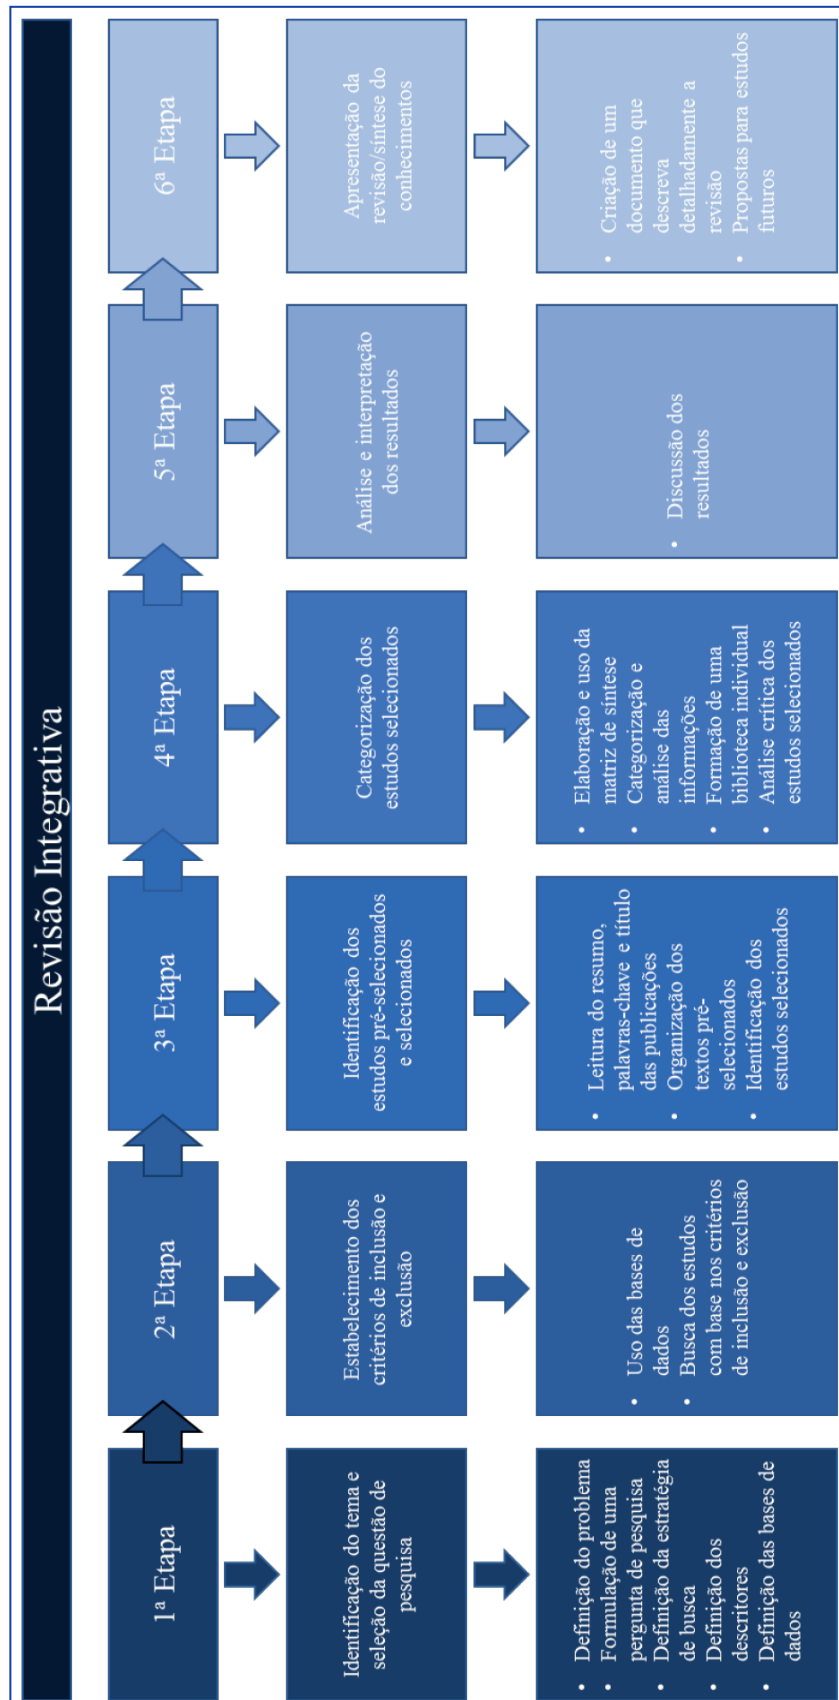 Revisão Integrativa
1ª Etapa
2ª Etapa
3ª Etapa
4ª Etapa
5ª Etapa
6ª Etapa
Identificação do tema e
seleção da questão de
pesquisa
Estabelecimento dos
critérios de inclusão e
exclusão
Identificação dos
estudos pré-selecionados
e selecionados
Categorização dos
estudos selecionados
Análise e interpretação
dos resultados
Apresentação da
revisão/síntese do
conhecimentos
• Definição do problema
• Formulação de uma
pergunta de pesquisa
• Definição da estratégia
de busca
• Definição dos
descritores
• Definição das bases de
dados
• Uso das bases de
dados
• Busca dos estudos
com base nos critérios
de inclusão e exclusão
• Leitura do resumo,
palavras-chave e título
das publicações
• Organização dos
textos pré-
selecionados
• Identificação dos
estudos selecionados
• Elaboração e uso da
matriz de síntese
• Categorização e
análise das
informações
• Formação de uma
biblioteca individual
• Análise crítica dos
estudos selecionados
• Discussão dos
resultados
• Criação de um
documento que
descreva
detalhadamente a
revisão
• Propostas para estudos
futuros